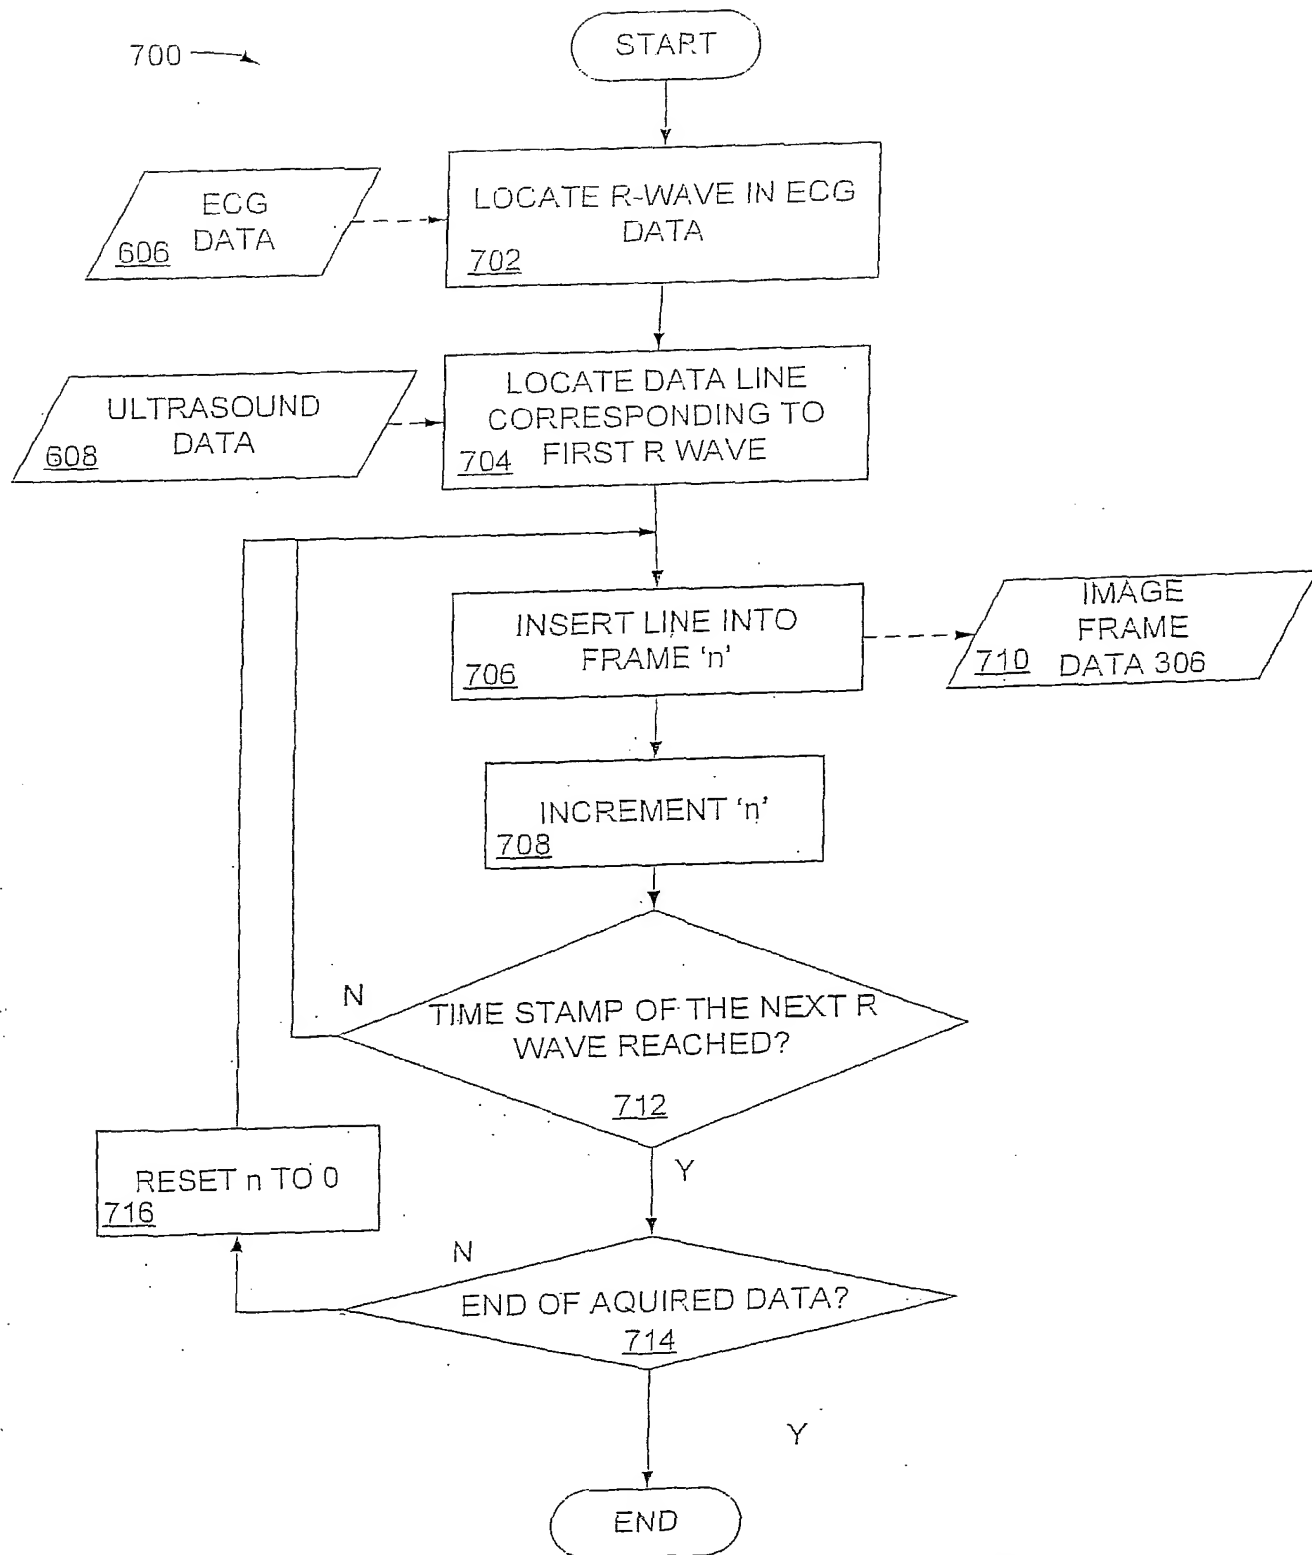 700
START
ECG
DATA
606
LOCATE R-WAVE IN ECG
DATA
702
ULTRASOUND
DATA
608
LOCATE DATA LINE
CORRESPONDING TO
FIRST R WAVE
704
INSERT LINE INTO
FRAME 'n'
706
IMAGE
FRAME
DATA 306
710
INCREMENT 'n'
708
N
TIME STAMP OF THE NEXT R
WAVE REACHED?
712
Y
RESET n TO 0
716
N
END OF AQUIRED DATA?
714
Y
END